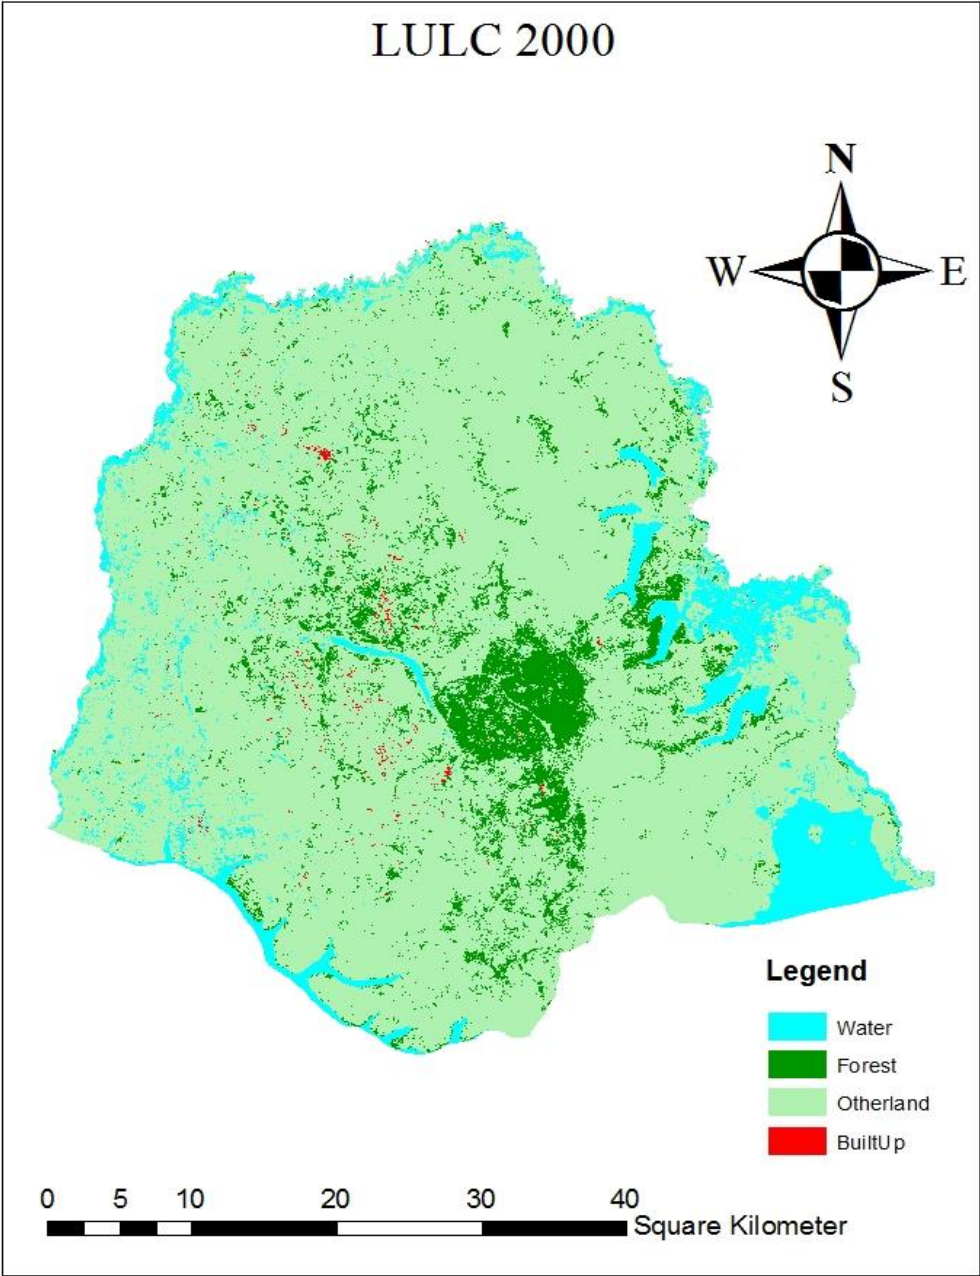 LULC 2000
N
W E
S
Legend
Water
Forest
Otherland
BuiltUp
0 5 10 20 30 40
Square Kilometer